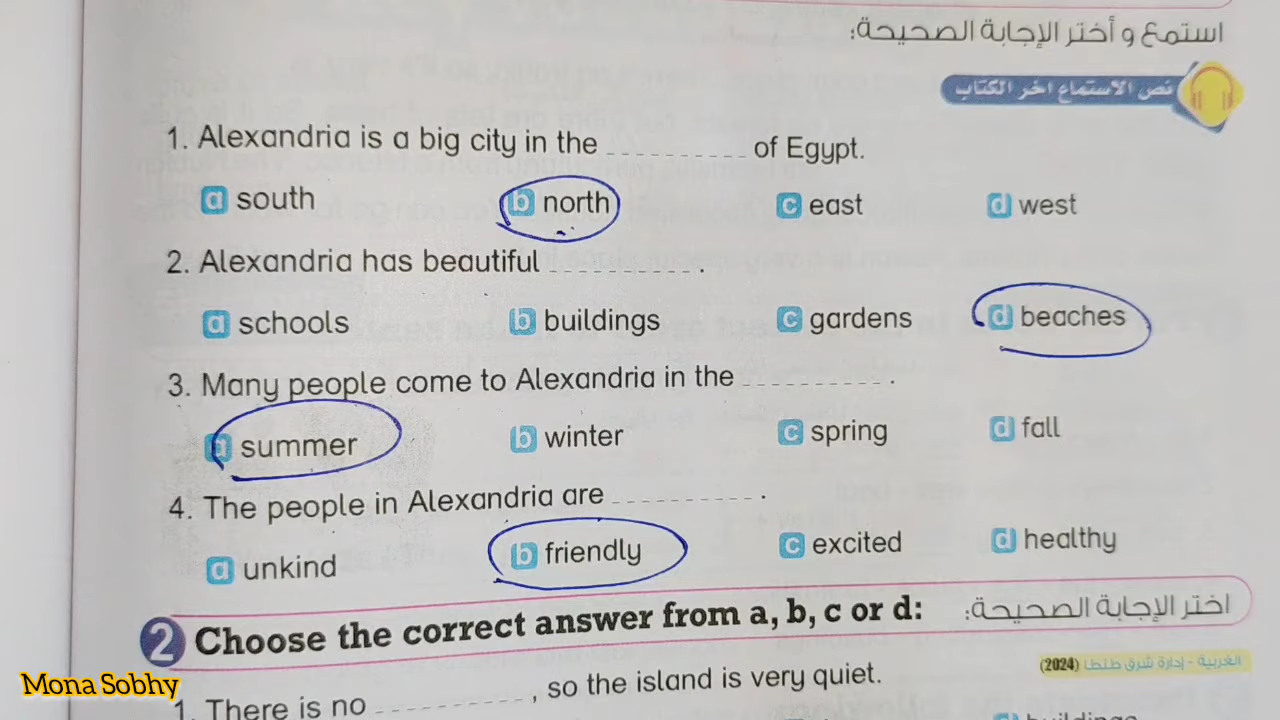 استمع و أختر الإجابة الصحيحة:
نص الاستماع اخر الكتاب
1. Alexandria is a big city in the __________ of Egypt.
a south b north c east d west
2. Alexandria has beautiful __________ .
a schools b buildings c gardens d beaches
3. Many people come to Alexandria in the __________ .
a summer b winter c spring d fall
4. The people in Alexandria are __________ .
a unkind b friendly c excited d healthy
2 Choose the correct answer from a, b, c or d: اختر الإجابة الصحيحة:
الغربية - إدارة شرق طنطا (2024)
1. There is no __________ , so the island is very quiet.
Mona Sobhy